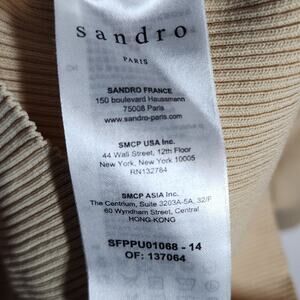 sandro
PARIS
SANDRO FRANCE
150 boulevard Haussmann
75008 Paris
www.sandro-paris.com
SMCP USA Inc.
44 Wall Street, 12th Floor
New York, New York 10005
RN132784
SMCP ASIA Inc.
The Centrium, Suite 3203A-5A, 32/F
60 Wyndham Street, Central
HONG-KONG
SFPPU01068 - 14
OF: 137064